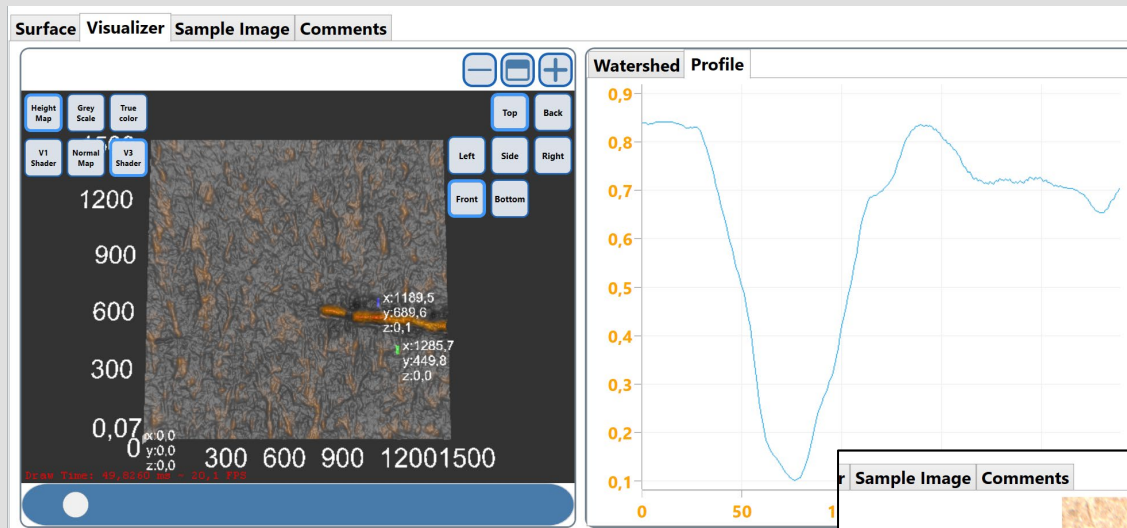 Surface Visualizer Sample Image Comments
Height Map
Grey Scale
True color
Top
Back
V1 Shader
Normal Map
V3 Shader
Left
Side
Right
Front
Bottom
1200
900
600
300
0,07
0
300 600 900 1200 1500
x:1189,5
y:689,6
z:0,1
x:1285,7
y:449,8
z:0,0
x:0,0
y:0,0
z:0,0
Draw Time: 49,8260 ms - 20,1 FPS
Watershed Profile
0,9
0,8
0,7
0,6
0,5
0,4
0,3
0,2
0,1
0 50
r Sample Image Comments